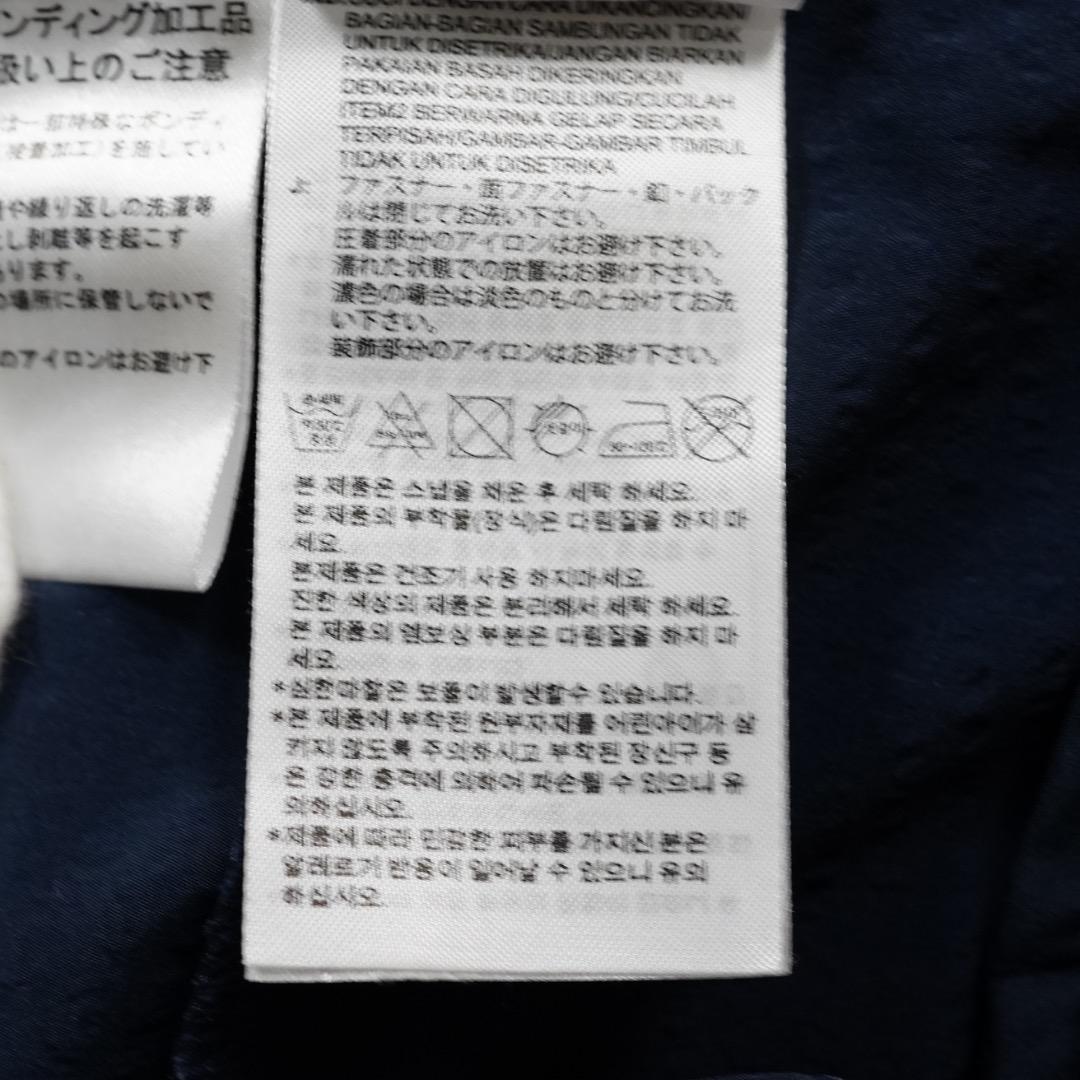 ンディング加工品
扱い上のご注意
は一部特殊なボンディ
接着加工)を施してい
や繰り返しの洗濯等
とし剥離等を起こす
あります。
の場所に保管しないで
のアイロンはお避け下
DENGAN CARA DIKANCINGKAN/
BAGIAN-BAGIAN SAMBUNGAN TIDAK
UNTUK DISETRIKA/JANGAN BIARKAN
PAKAIAN BASAH DIKERINGKAN
DENGAN CARA DIGULUNG/CUCILAH
ITEM2 BERWARNA GELAP SECARA
TERPISAH/GAMBAR-GAMBAR TIMBUL
TIDAK UNTUK DISETRIKA
ファスナー・面ファスナー・釦・バック
ルは閉じてお洗い下さい。
圧着部分のアイロンはお避け下さい。
濡れた状態での放置はお避け下さい。
濃色の場合は淡色のものと分けてお洗
い下さい。
装飾部分のアイロンはお避け下さい。
본 제품은 스냅을 채운 후 세탁 하세요.
본 제품의 부착물(장식)은 다림질을 하지 마
세요.
본제품은 건조기 사용 하지마세요.
진한 색상의 제품은 분리해서 세탁 하세요.
본 제품의 엠보싱 부분은 다림질을 하지 마
세요.
*심한마찰은 보풀이 발생할수 있습니다.
*본 제품에 부착된 원부자재를 어린아이가 삼
키지 않도록 주의하시고 부착된 장신구 등
은 강한 충격에 의하여 파손될 수 있으니 유
의하십시오.
*제품에 따라 민감한 피부를 가지신 분은
알레르기 반응이 일어날 수 있으니 유의
하십시오.